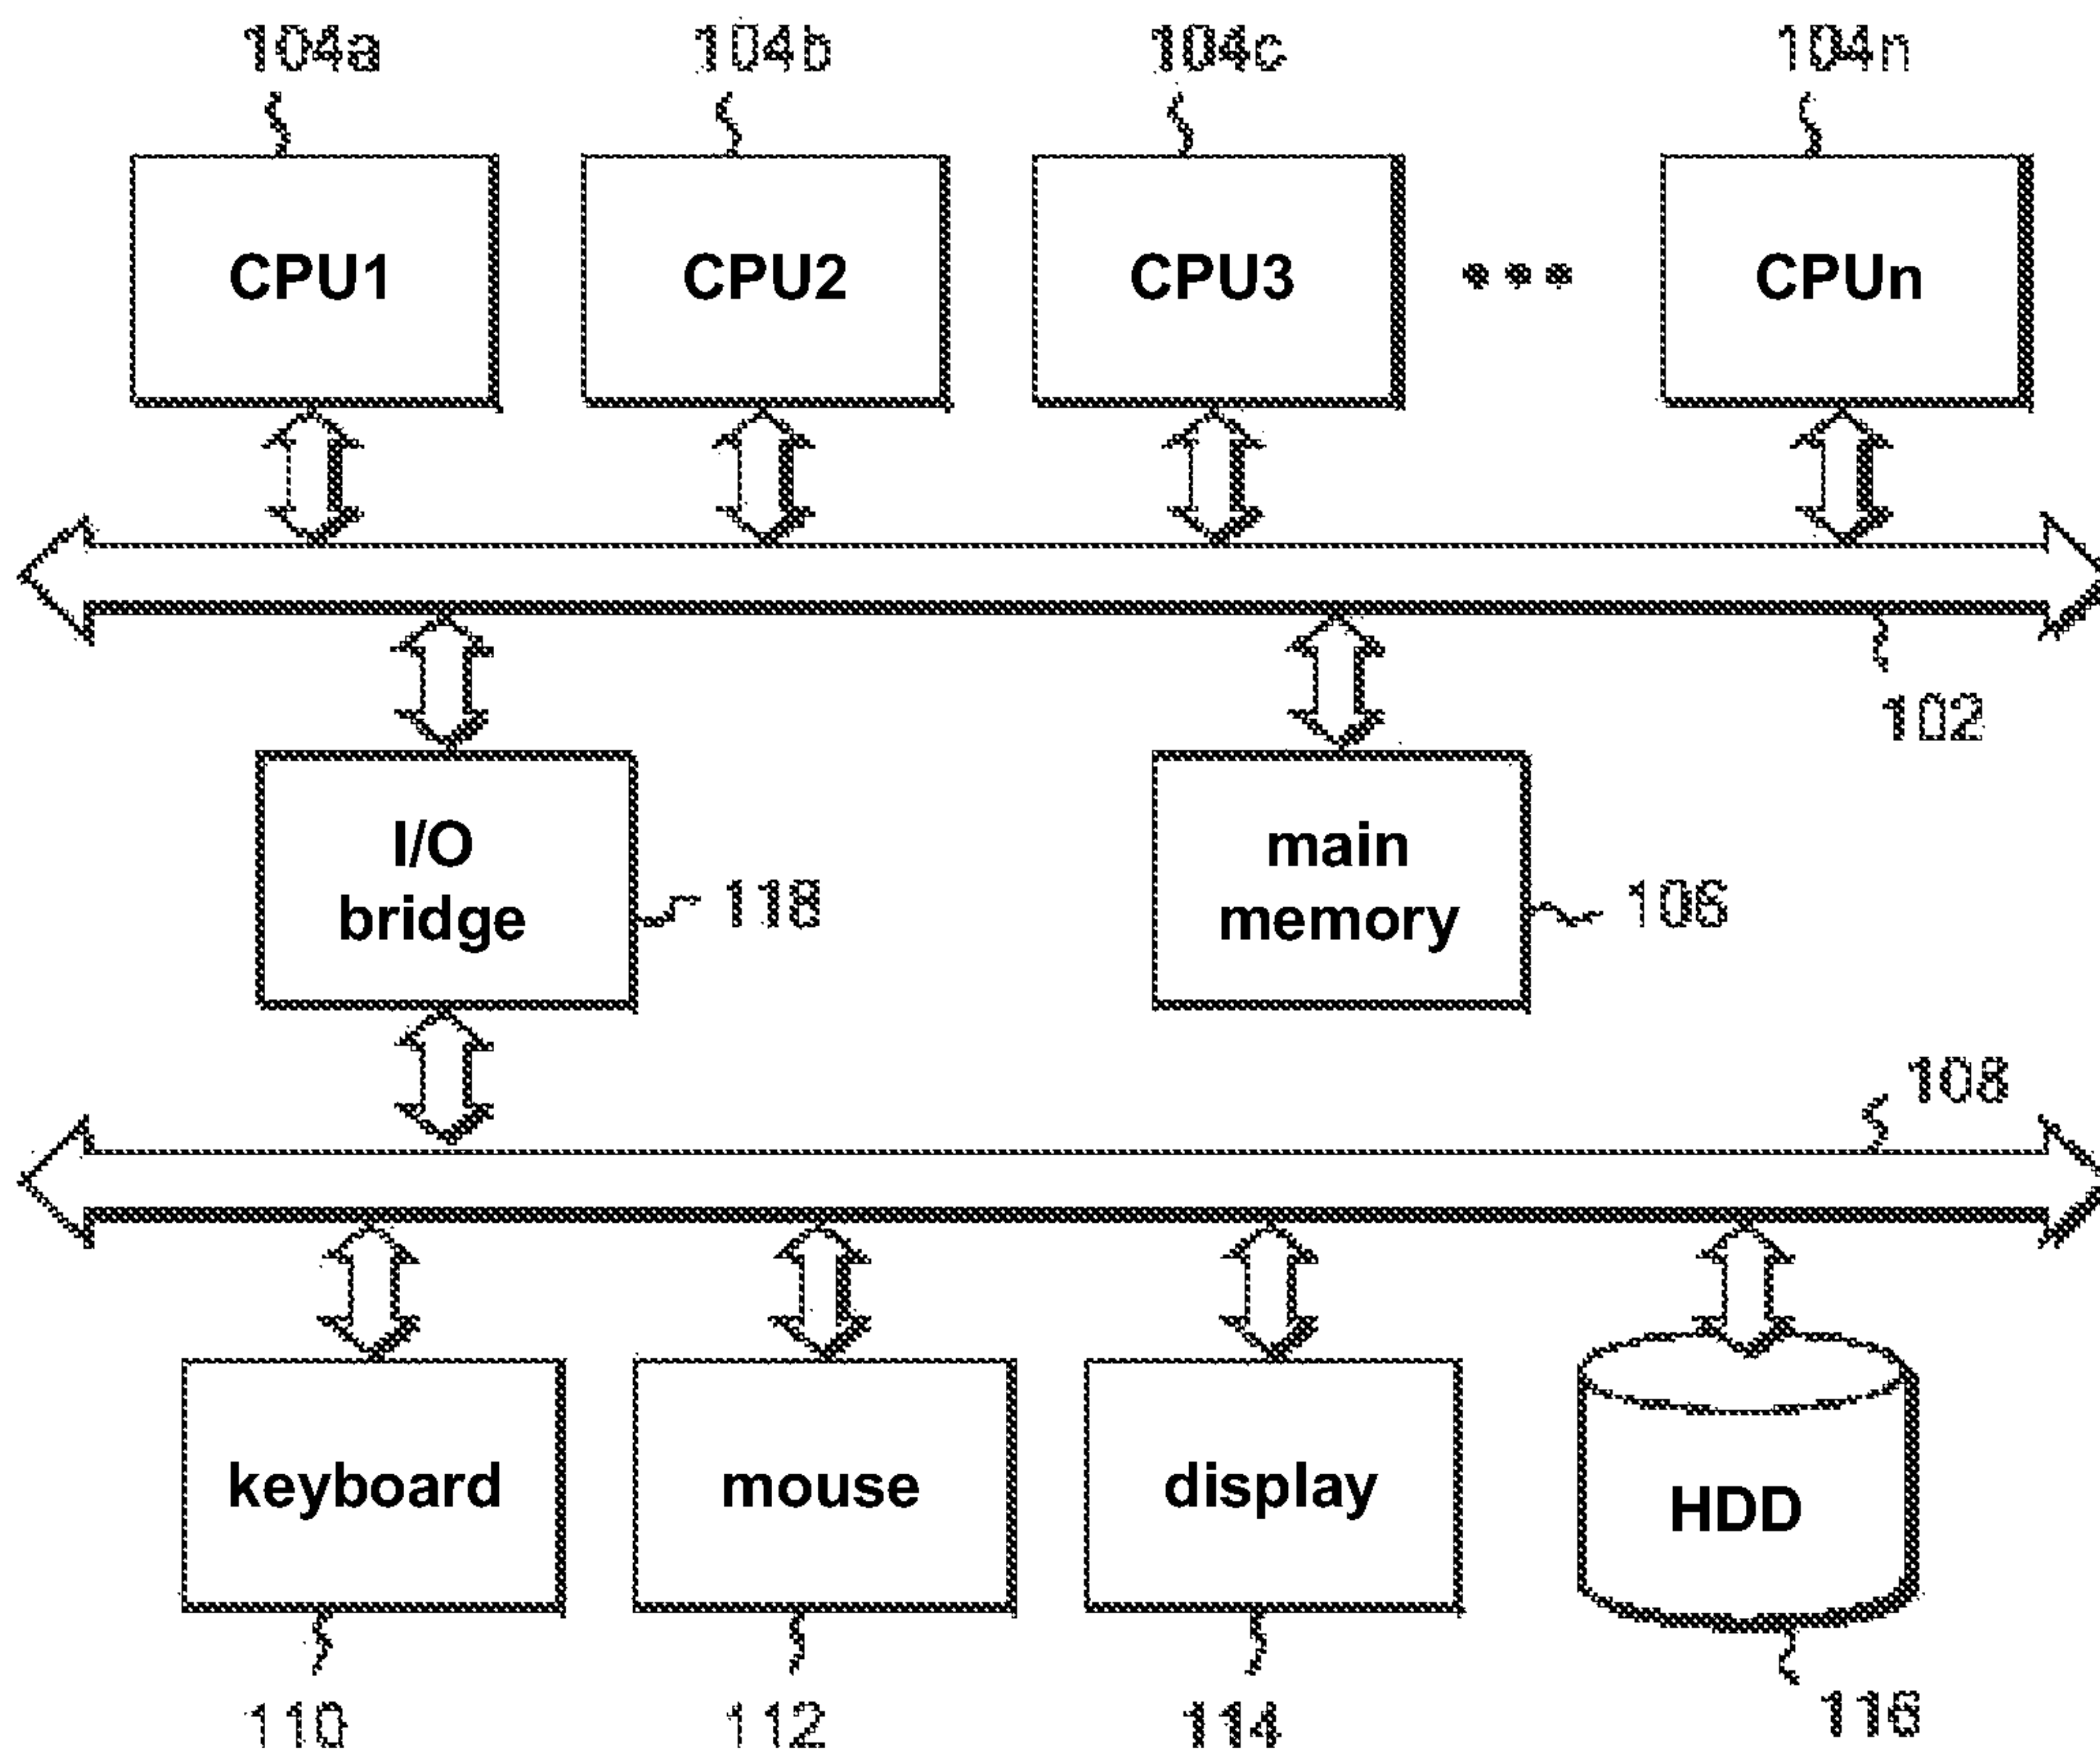 104a 104b 104c 104n
CPU1 CPU2 CPU3 ••• CPUn
102
I/O
bridge
118
main
memory
106
108
keyboard mouse display HDD
110 112 114 116